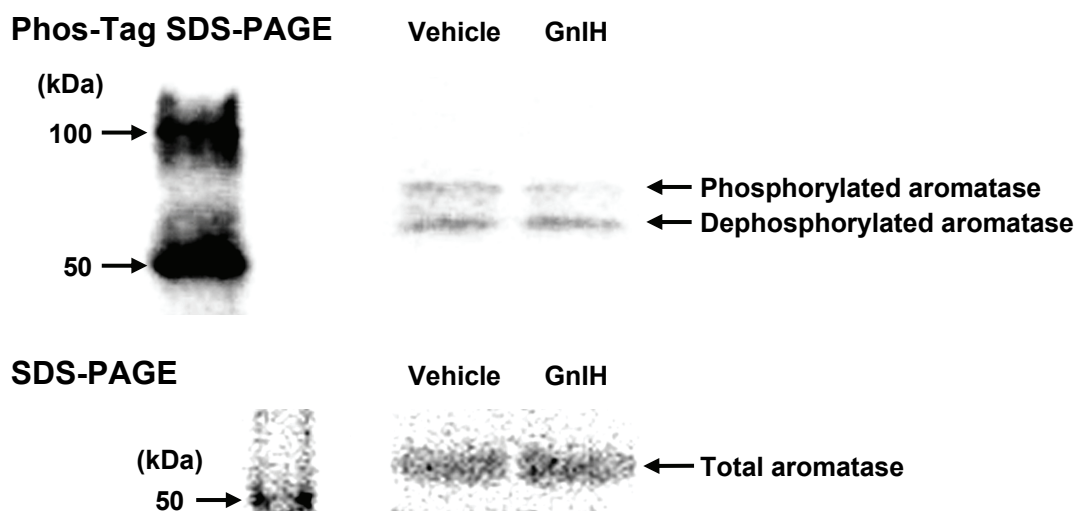 Phos-Tag SDS-PAGE Vehicle GnIH
(kDa)
100
Phosphorylated aromatase
Dephosphorylated aromatase
50
SDS-PAGE Vehicle GnIH
(kDa)
Total aromatase
50